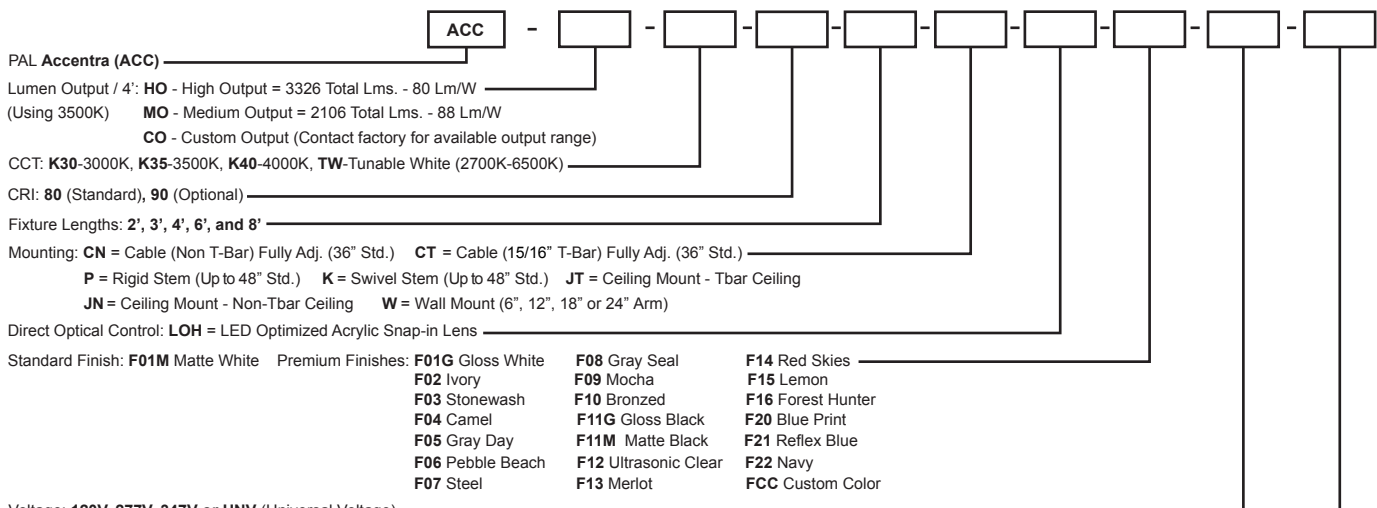 ACC - - - - - - - - -
PAL Accentra (ACC)
Lumen Output / 4’: HO - High Output = 3326 Total Lms. - 80 Lm/W
(Using 3500K) MO - Medium Output = 2106 Total Lms. - 88 Lm/W
CO - Custom Output (Contact factory for available output range)
CCT: K30-3000K, K35-3500K, K40-4000K, TW-Tunable White (2700K-6500K)
CRI: 80 (Standard), 90 (Optional)
Fixture Lengths: 2’, 3’, 4’, 6’, and 8’
Mounting: CN = Cable (Non T-Bar) Fully Adj. (36” Std.) CT = Cable (15/16” T-Bar) Fully Adj. (36” Std.)
P = Rigid Stem (Up to 48” Std.) K = Swivel Stem (Up to 48” Std.) JT = Ceiling Mount - Tbar Ceiling
JN = Ceiling Mount - Non-Tbar Ceiling W = Wall Mount (6”, 12”, 18” or 24” Arm)
Direct Optical Control: LOH = LED Optimized Acrylic Snap-in Lens
Standard Finish: F01M Matte White Premium Finishes: F01G Gloss White F08 Gray Seal F14 Red Skies
F02 Ivory F09 Mocha F15 Lemon
F03 Stonewash F10 Bronzed F16 Forest Hunter
F04 Camel F11G Gloss Black F20 Blue Print
F05 Gray Day F11M Matte Black F21 Reflex Blue
F06 Pebble Beach F12 Ultrasonic Clear F22 Navy
F07 Steel F13 Merlot FCC Custom Color
Voltage: 120V, 277V, 347V or UNV (Universal Voltage)